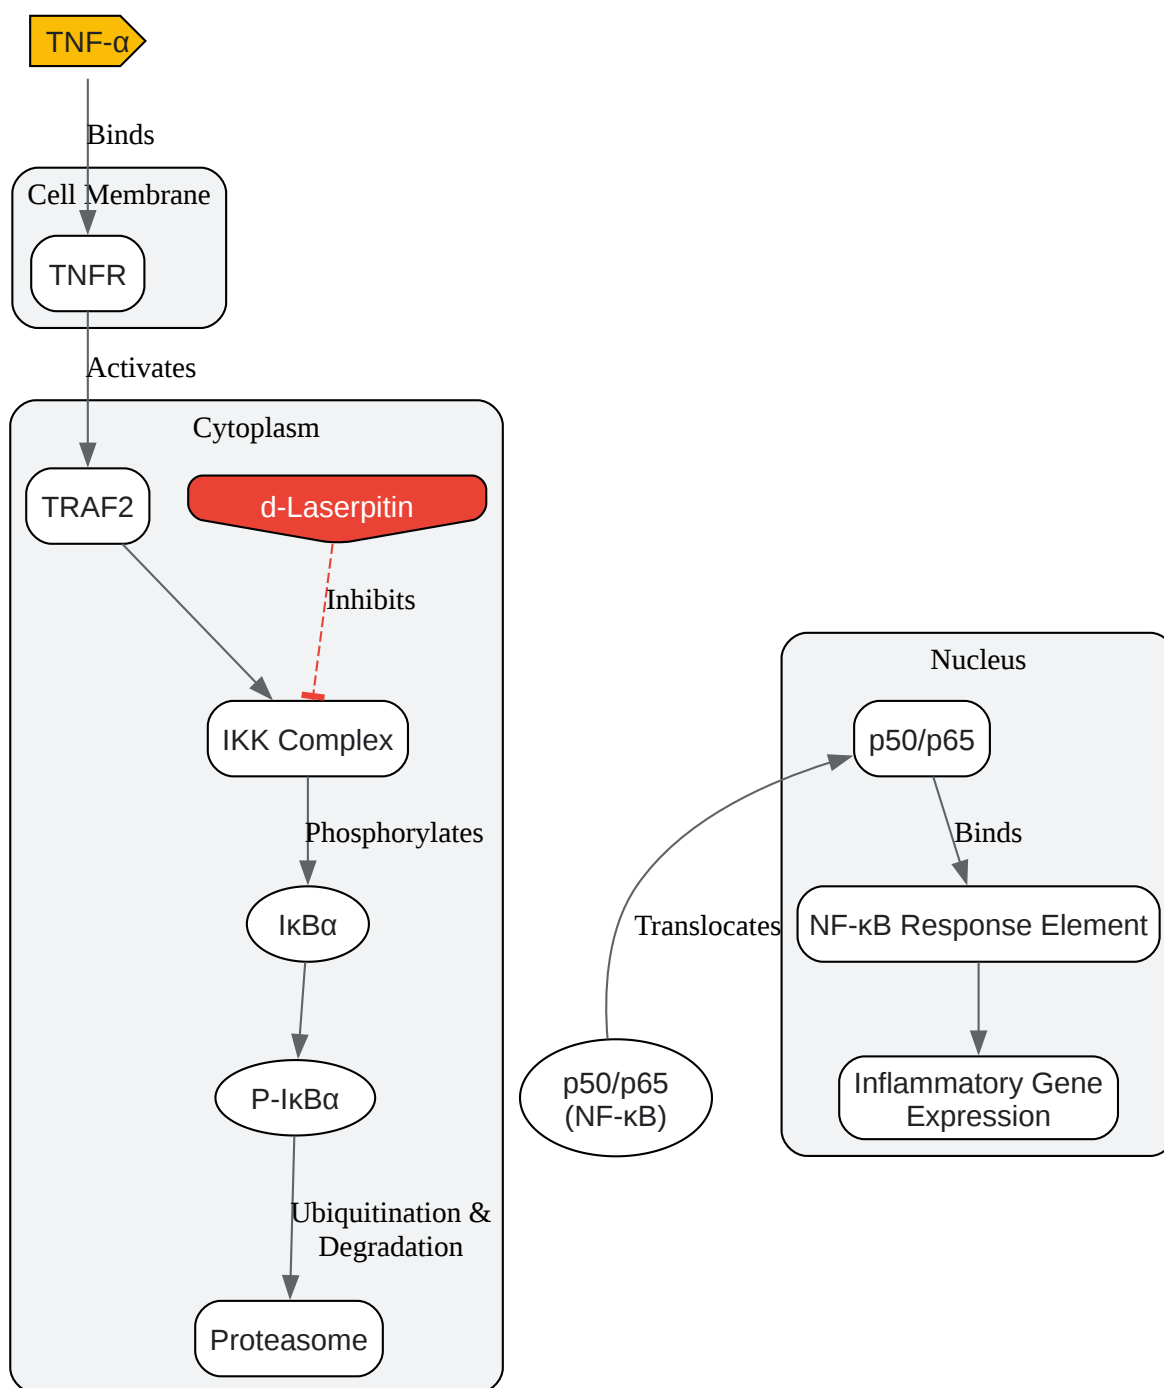 TNF-α
Binds
Cell Membrane
TNFR
Activates
Cytoplasm
TRAF2
d-Laserpitin
Inhibits
IKK Complex
Phosphorylates
IκBα
P-IκBα
Ubiquitination &
Degradation
Proteasome
p50/p65
(NF-κB)
Translocates
Nucleus
p50/p65
Binds
NF-κB Response Element
Inflammatory Gene
Expression